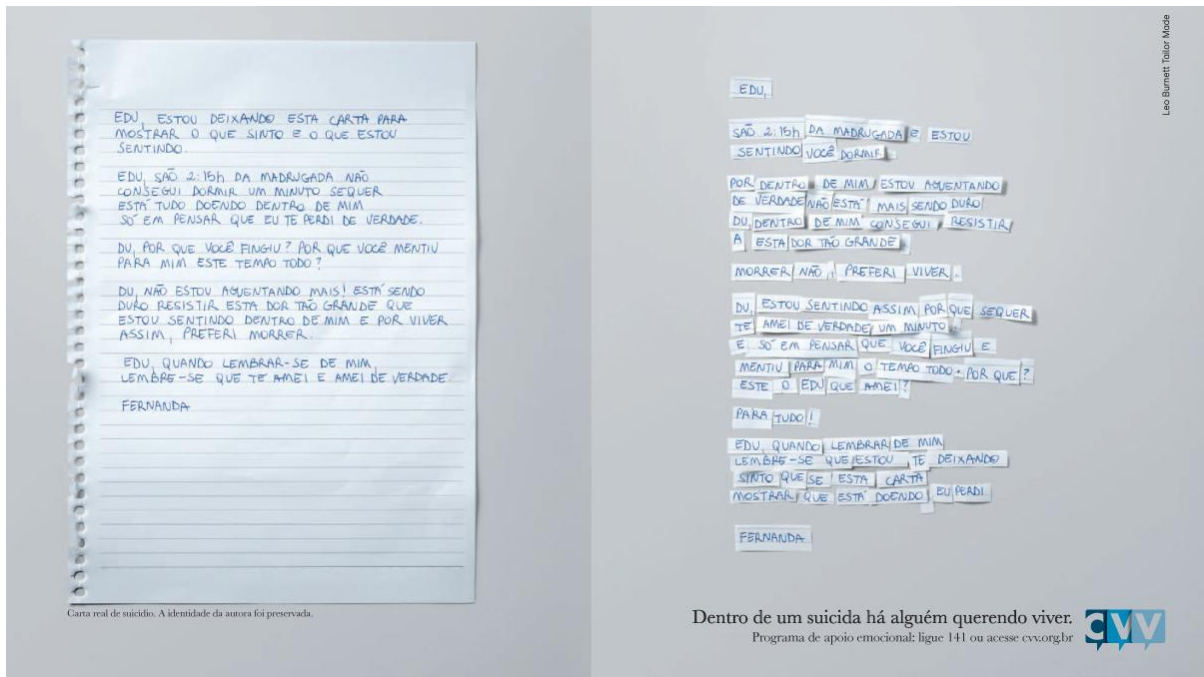 EDU, ESTOU DEIXANDO ESTA CARTA PARA
MOSTRAR O QUE SINTO E O QUE ESTOU
SENTINDO.
EDU, SÃO 2:15h DA MADRUGADA NÃO
CONSEGUI DORMIR UM MINUTO SEQUER
ESTÁ TUDO DOENDO DENTRO DE MIM
SÓ EM PENSAR QUE EU TE PERDI DE VERDADE.
DU, POR QUE VOCÊ FINGIU? POR QUE VOCÊ MENTIU
PARA MIM ESTE TEMPO TODO?
DU, NÃO ESTOU AGUENTANDO MAIS! ESTÁ SENDO
DURO RESISTIR ESTA DOR TÃO GRANDE QUE
ESTOU SENTINDO DENTRO DE MIM E POR VIVER
ASSIM, PREFERI MORRER.
EDU, QUANDO LEMBRAR-SE DE MIM,
LEMBRE-SE QUE TE AMEI E AMEI DE VERDADE.
FERNANDA
Carta real de suicídio. A identidade da autora foi preservada.
Leo Burnett Tailor Made
EDU,
SÃO 2:15h DA MADRUGADA E ESTOU
SENTINDO VOCÊ DORMIR.
POR DENTRO DE MIM, ESTOU AGUENTANDO
DE VERDADE NÃO ESTÁ MAIS SENDO DURO
DU, DENTRO DE MIM CONSEGUI, RESISTIR
A ESTA DOR TÃO GRANDE.
MORRER NÃO, PREFERI VIVER.
DU, ESTOU SENTINDO ASSIM POR QUE SEQUER
TE AMEI DE VERDADE, UM MINUTO.
E SÓ EM PENSAR QUE VOCÊ FINGIU E
MENTIU PARA MIM O TEMPO TODO. POR QUE?
ESTE O EDU QUE AMEI?
PARA TUDO!
EDU, QUANDO LEMBRAR DE MIM
LEMBRE-SE QUE ESTOU TE DEIXANDO
SINTO QUE SE ESTA CARTA
MOSTRAR QUE ESTÁ DOENDO, EU PERDI
FERNANDA
Dentro de um suicida há alguém querendo viver.
Programa de apoio emocional: ligue 141 ou acesse cvv.org.br
CVV